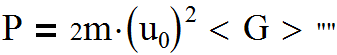 P = 2m·(u₀)² < G > ""